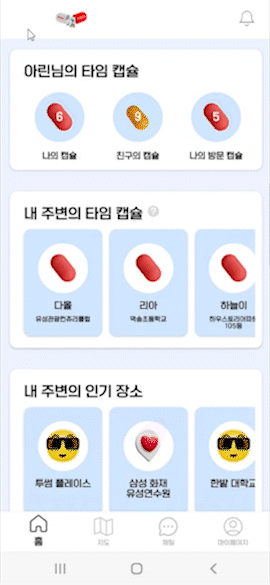 아린님의 타임 캡슐
6
9
5
나의 캡슐
친구의 캡슐
나의 방문 캡슐
내 주변의 타임 캡슐
?
다율
리아
하늘이
유성관광컨츄리클럽
덕송초등학교
하우스토리아파트
105동
내 주변의 인기 장소
투썸 플레이스
삼성 화재
유성연수원
한밭 대학교
홈
지도
채팅
마이페이지